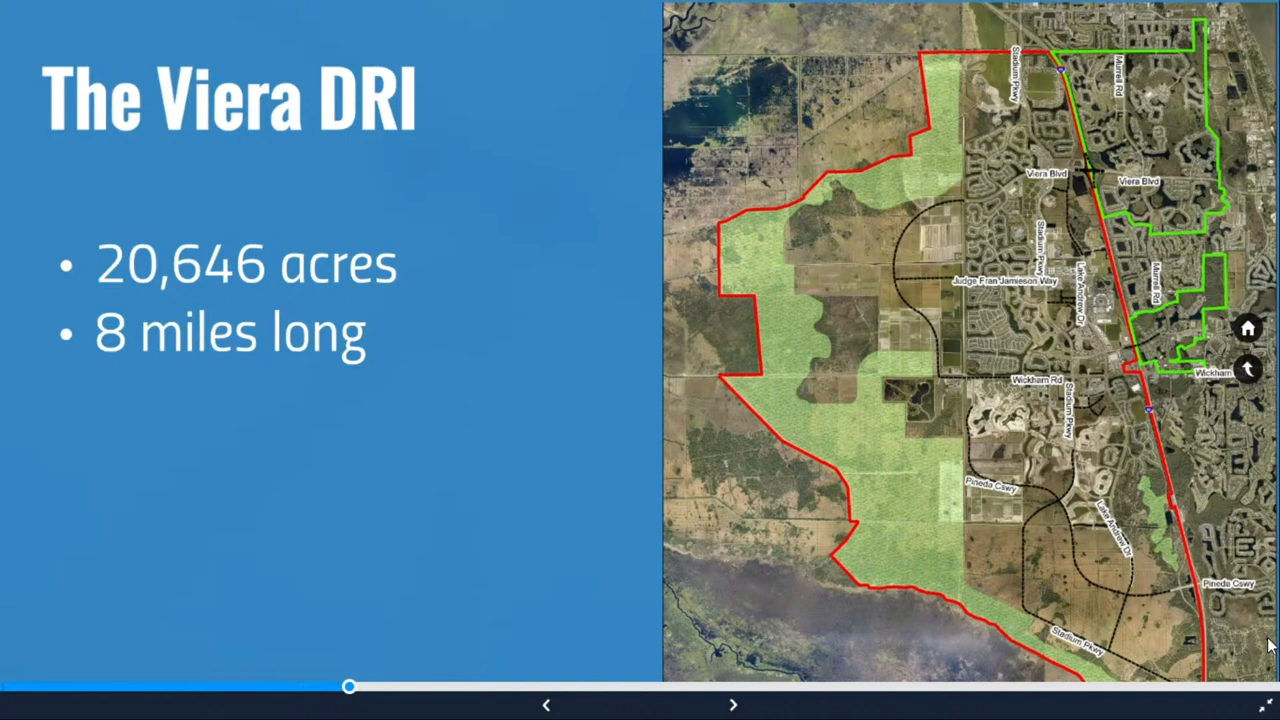 The Viera DRI
• 20,646 acres
• 8 miles long
Stadium Pkwy
Murrell Rd
Viera Blvd
Viera Blvd
Stadium Pkwy
Judge Fran Jamieson Way
Lake Andrew Dr
Murrell Rd
Wickham Rd
Wickham
Stadium Pkwy
Pineda Cswy
Lake Andrew Dr
Pineda Cswy
Stadium Pkwy